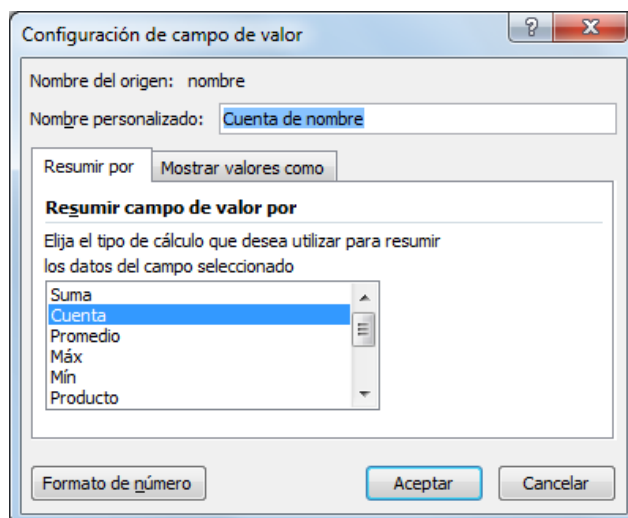 Configuración de campo de valor
Nombre del origen: nombre
Nombre personalizado: Cuenta de nombre
Resumir por Mostrar valores como
Resumir campo de valor por
Elija el tipo de cálculo que desea utilizar para resumir
los datos del campo seleccionado
Suma
Cuenta
Promedio
Máx
Mín
Producto
Formato de número Aceptar Cancelar